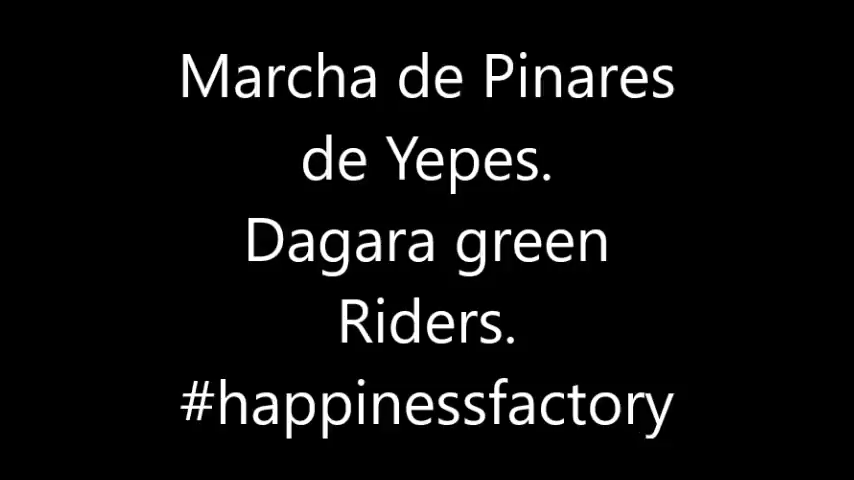 Marcha de Pinares
de Yepes.
Dagara green
Riders.
#happinessfactory